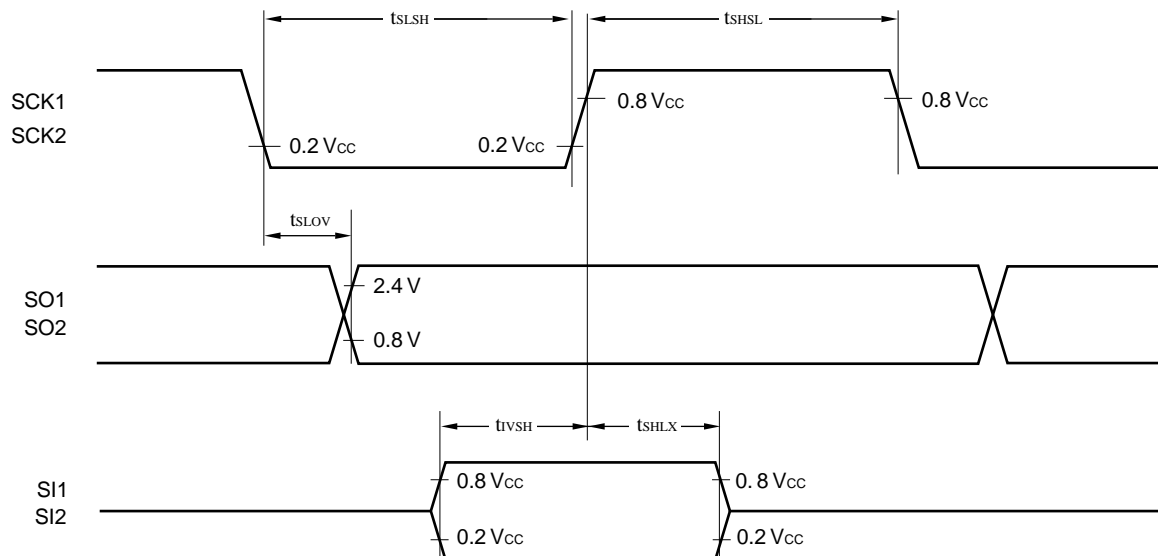 tSLSH
tSHSL
SCK1
SCK2
0.8 VCC
0.8 VCC
0.2 VCC
0.2 VCC
tSLOV
SO1
SO2
2.4 V
0.8 V
tIVSH
tSHLX
SI1
SI2
0.8 VCC
0. 8 VCC
0.2 VCC
0.2 VCC